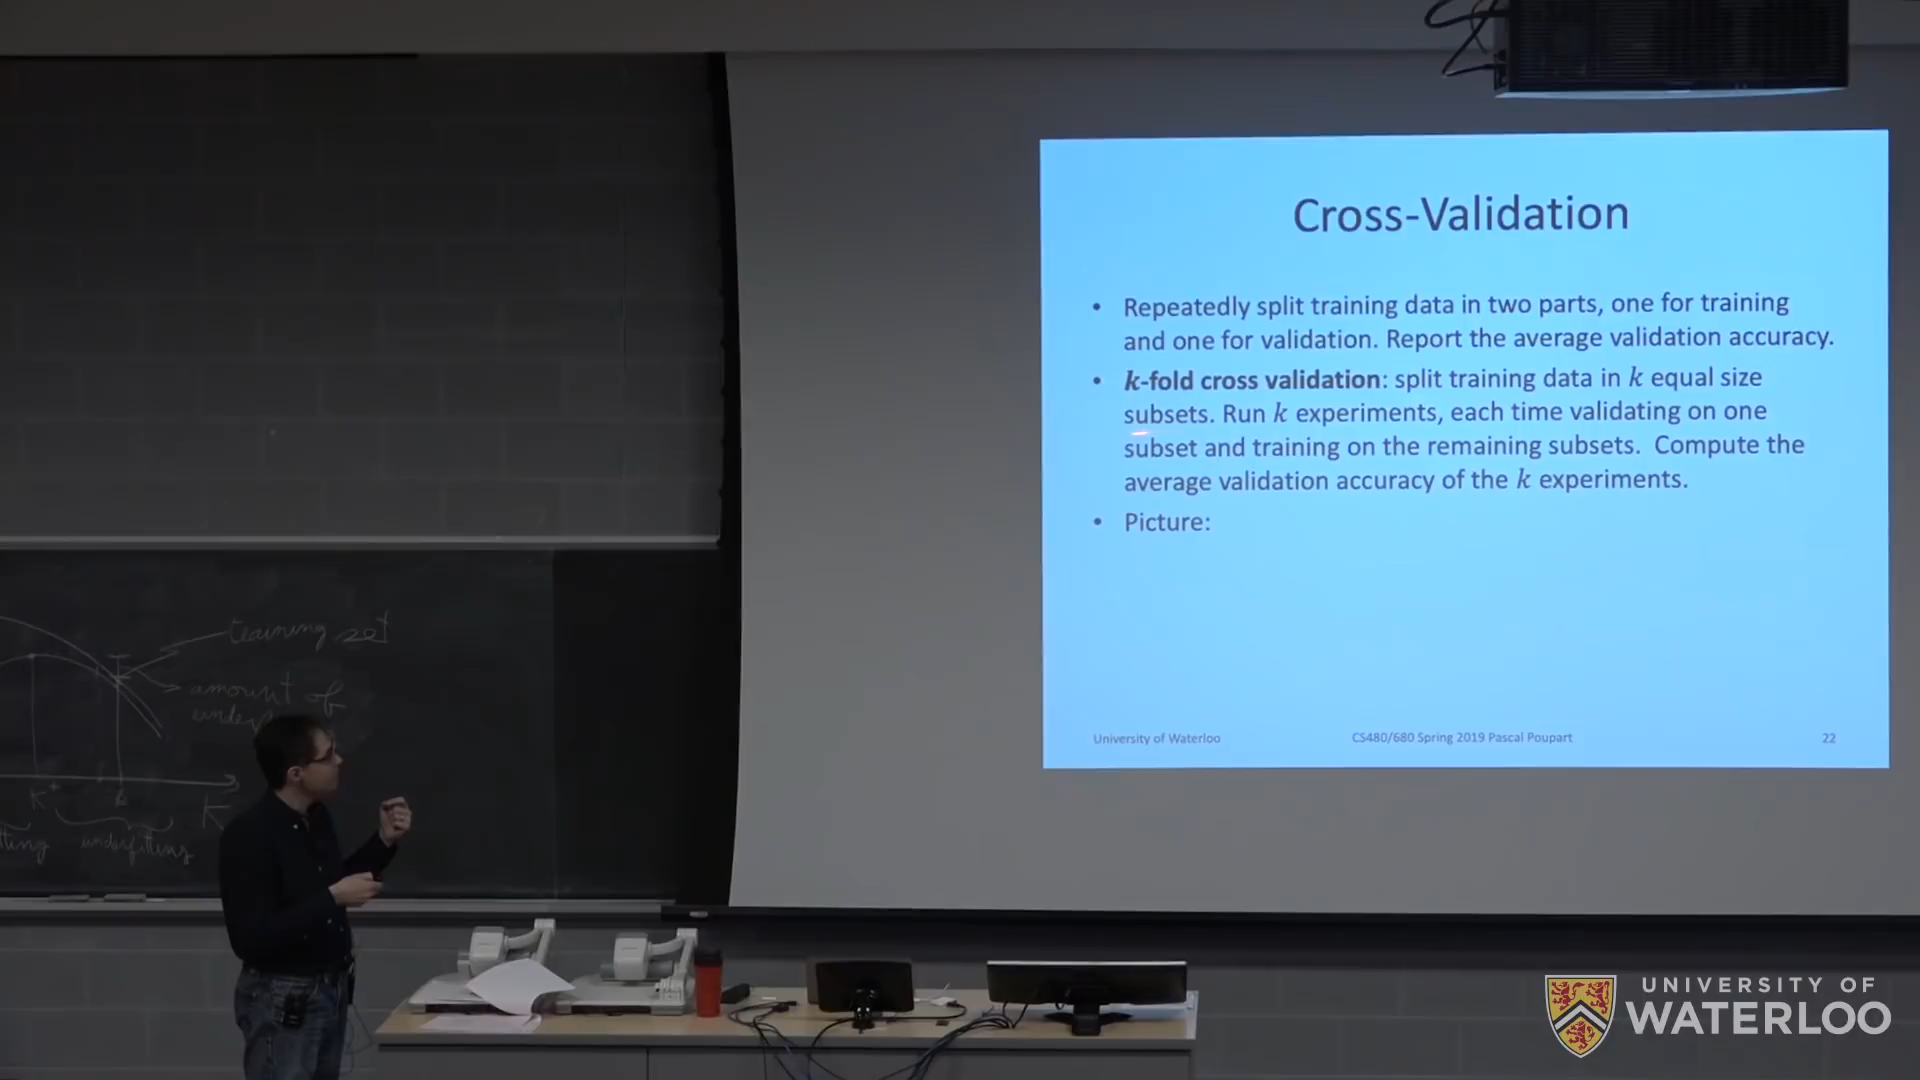 Cross-Validation
• Repeatedly split training data in two parts, one for training
and one for validation. Report the average validation accuracy.
• k-fold cross validation: split training data in k equal size
subsets. Run k experiments, each time validating on one
subset and training on the remaining subsets. Compute the
average validation accuracy of the k experiments.
• Picture:
University of Waterloo
CS480/680 Spring 2019 Pascal Poupart
22
training set
amount of
K
underfitting
UNIVERSITY OF
WATERLOO